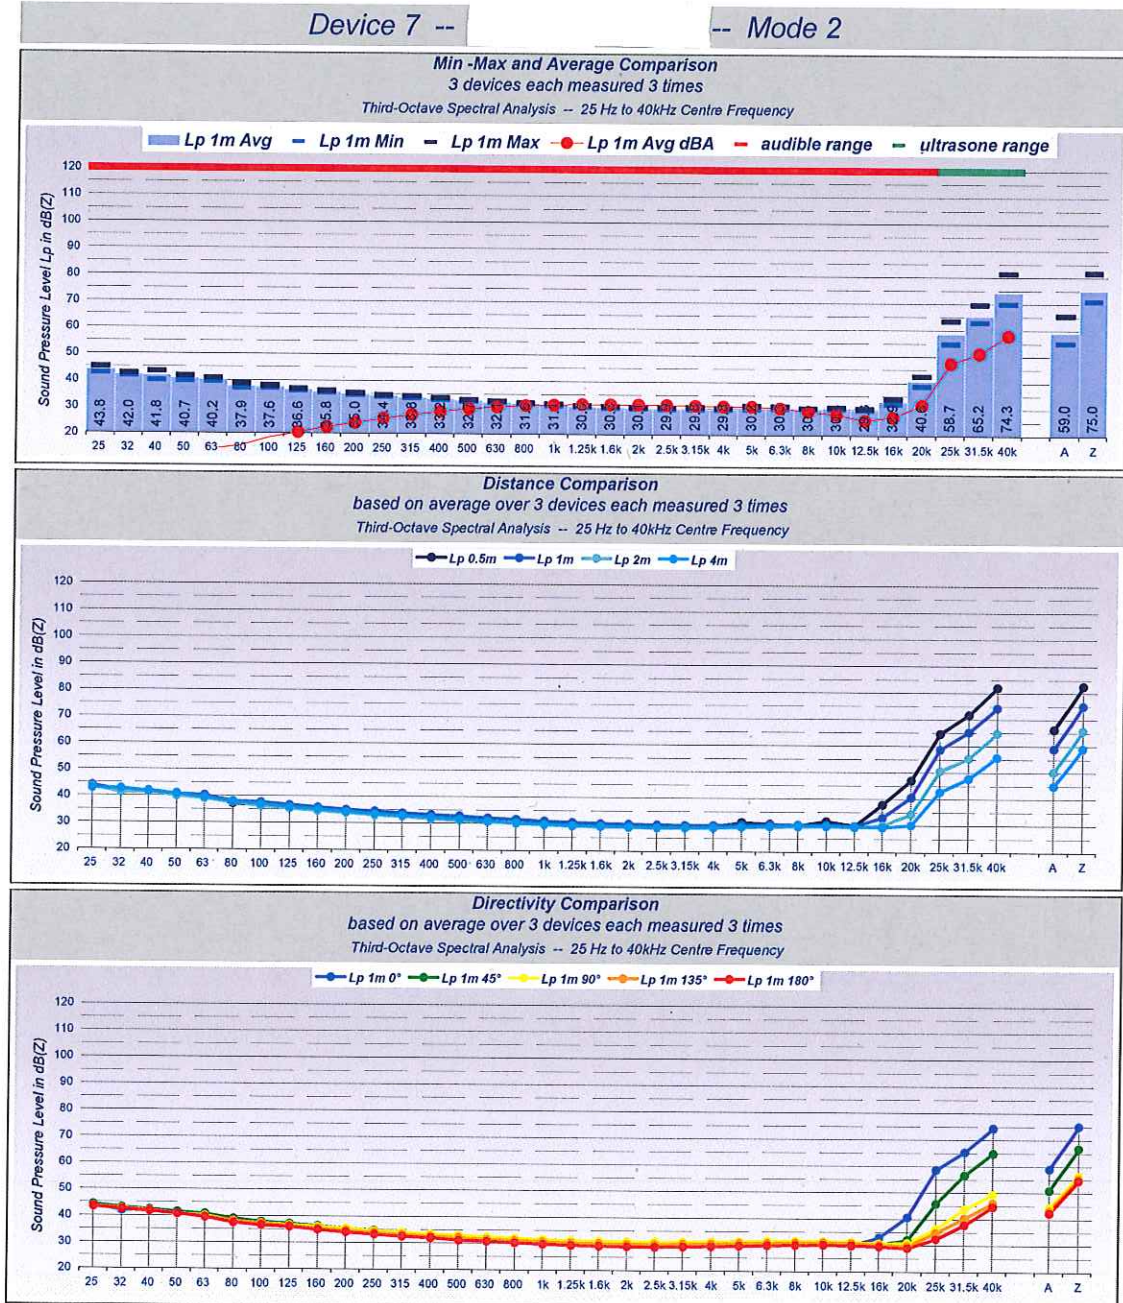 Device 7 -- -- Mode 2
Min -Max and Average Comparison
3 devices each measured 3 times
Third-Octave Spectral Analysis -- 25 Hz to 40kHz Centre Frequency
Lp 1m Avg Lp 1m Min Lp 1m Max Lp 1m Avg dBA audible range ultrasone range
Sound Pressure Level Lp in dB(Z)
120
110
100
90
80
70
60
50
40
30
20
43.8 42.0 41.8 40.7 40.2 37.9 37.6 58.7 65.2 74.3 59.0 75.0
25 32 40 50 63 80 100 125 160 200 250 315 400 500 630 800 1k 1.25k 1.6k 2k 2.5k 3.15k 4k 5k 6.3k 8k 10k 12.5k 16k 20k 25k 31.5k 40k A Z
Distance Comparison
based on average over 3 devices each measured 3 times
Third-Octave Spectral Analysis -- 25 Hz to 40kHz Centre Frequency
Lp 0.5m Lp 1m Lp 2m Lp 4m
Sound Pressure Level in dB(Z)
120
110
100
90
80
70
60
50
40
30
20
25 32 40 50 63 80 100 125 160 200 250 315 400 500 630 800 1k 1.25k 1.6k 2k 2.5k 3.15k 4k 5k 6.3k 8k 10k 12.5k 16k 20k 25k 31.5k 40k A Z
Directivity Comparison
based on average over 3 devices each measured 3 times
Third-Octave Spectral Analysis -- 25 Hz to 40kHz Centre Frequency
Lp 1m 0° Lp 1m 45° Lp 1m 90° Lp 1m 135° Lp 1m 180°
Sound Pressure Level in dB(Z)
120
110
100
90
80
70
60
50
40
30
20
25 32 40 50 63 80 100 125 160 200 250 315 400 500 630 800 1k 1.25k 1.6k 2k 2.5k 3.15k 4k 5k 6.3k 8k 10k 12.5k 16k 20k 25k 31.5k 40k A Z